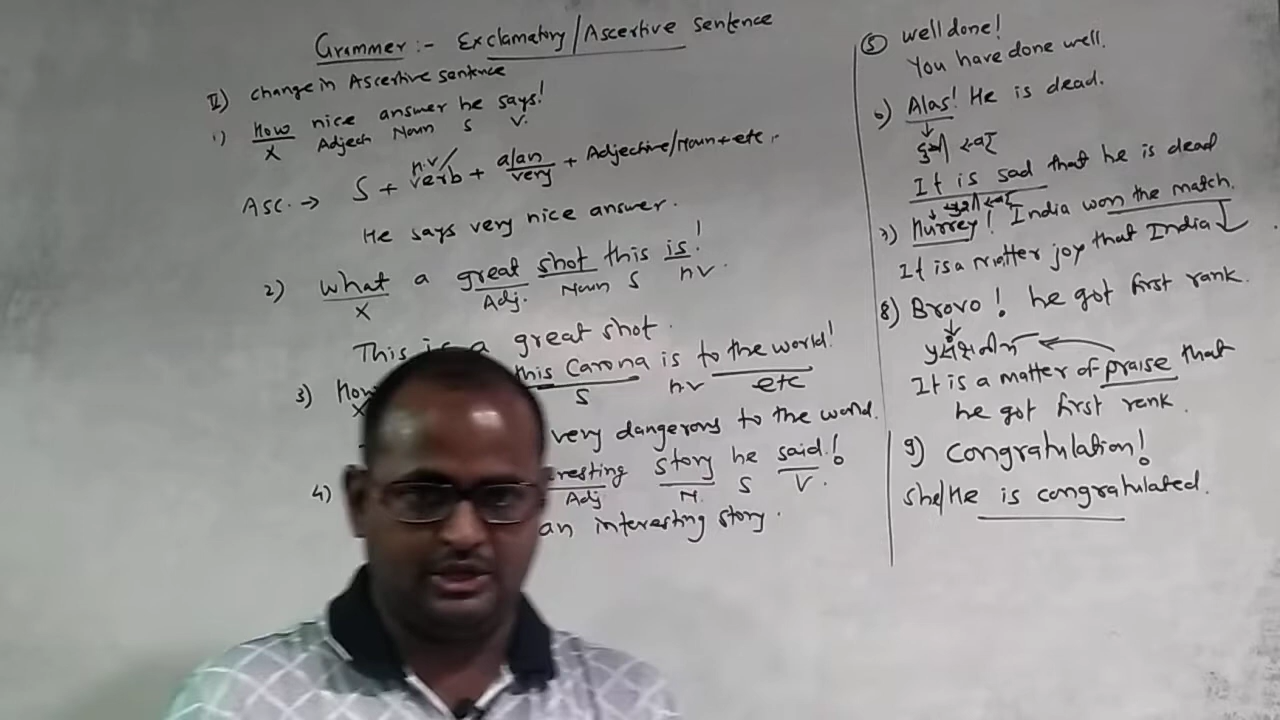 Grammer :- Exclamatory/Ascertive sentence
II) change in Ascertive sentence
1) How nice answer he says!
X Adject Noun S V.
h.v/
Asc. → S + verb + a/an/very + Adjective/Noun + etc.
He says very nice answer.
2) what a great shot this is!
X Adj. Noun S hv
This is a great shot.
3) How this Carona is to the world!
X S hv etc
very dangerous to the world.
4) resting story he said!
Adj N. S V.
an interesting story.
5) well done!
You have done well.
6) Alas! He is dead.
It is sad that he is dead
7) Hurrey! India won the match.
It is a matter joy that India
8) Brovo! he got first rank.
It is a matter of praise that
he got first rank.
9) congratulation!
She/He is congratulated.